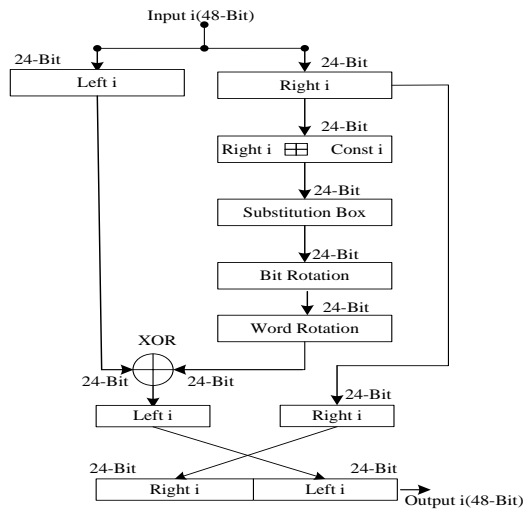 Input i(48-Bit)
24-Bit
24-Bit
Left i
Right i
24-Bit
Right i Const i
24-Bit
Substitution Box
24-Bit
Bit Rotation
24-Bit
Word Rotation
XOR
24-Bit
24-Bit
24-Bit
Left i
Right i
24-Bit
24-Bit
Right i
Left i
Output i(48-Bit)